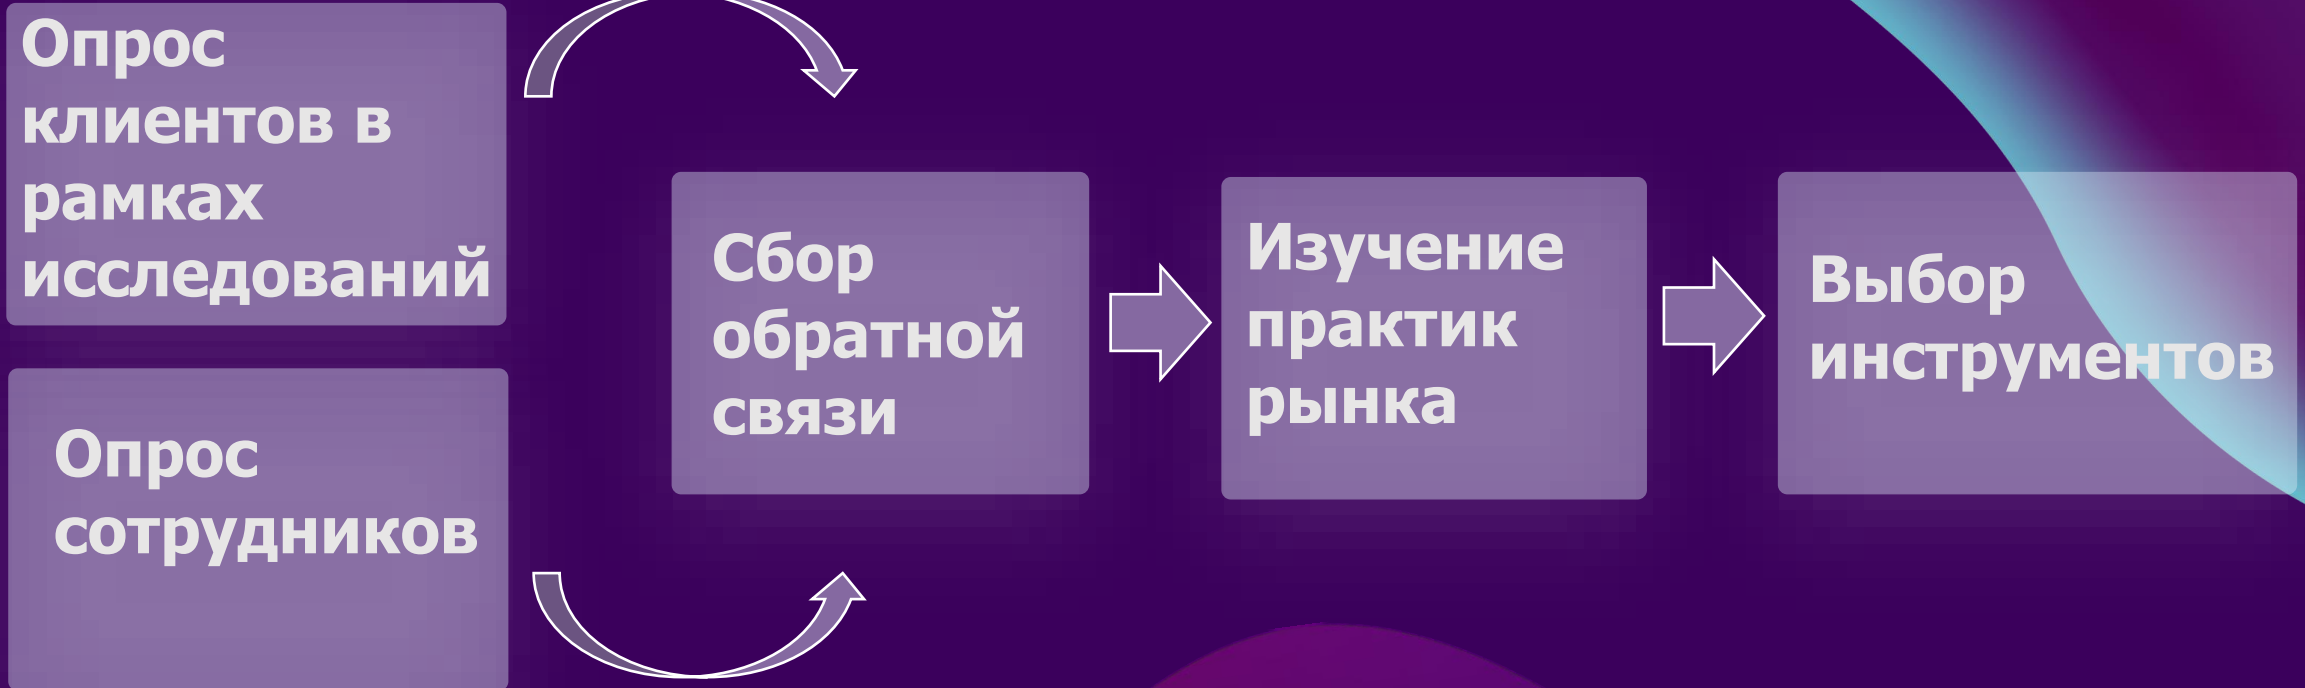 Опрос
клиентов в
рамках
исследований
Опрос
сотрудников
Сбор
обратной
связи
Изучение
практик
рынка
Выбор
инструментов